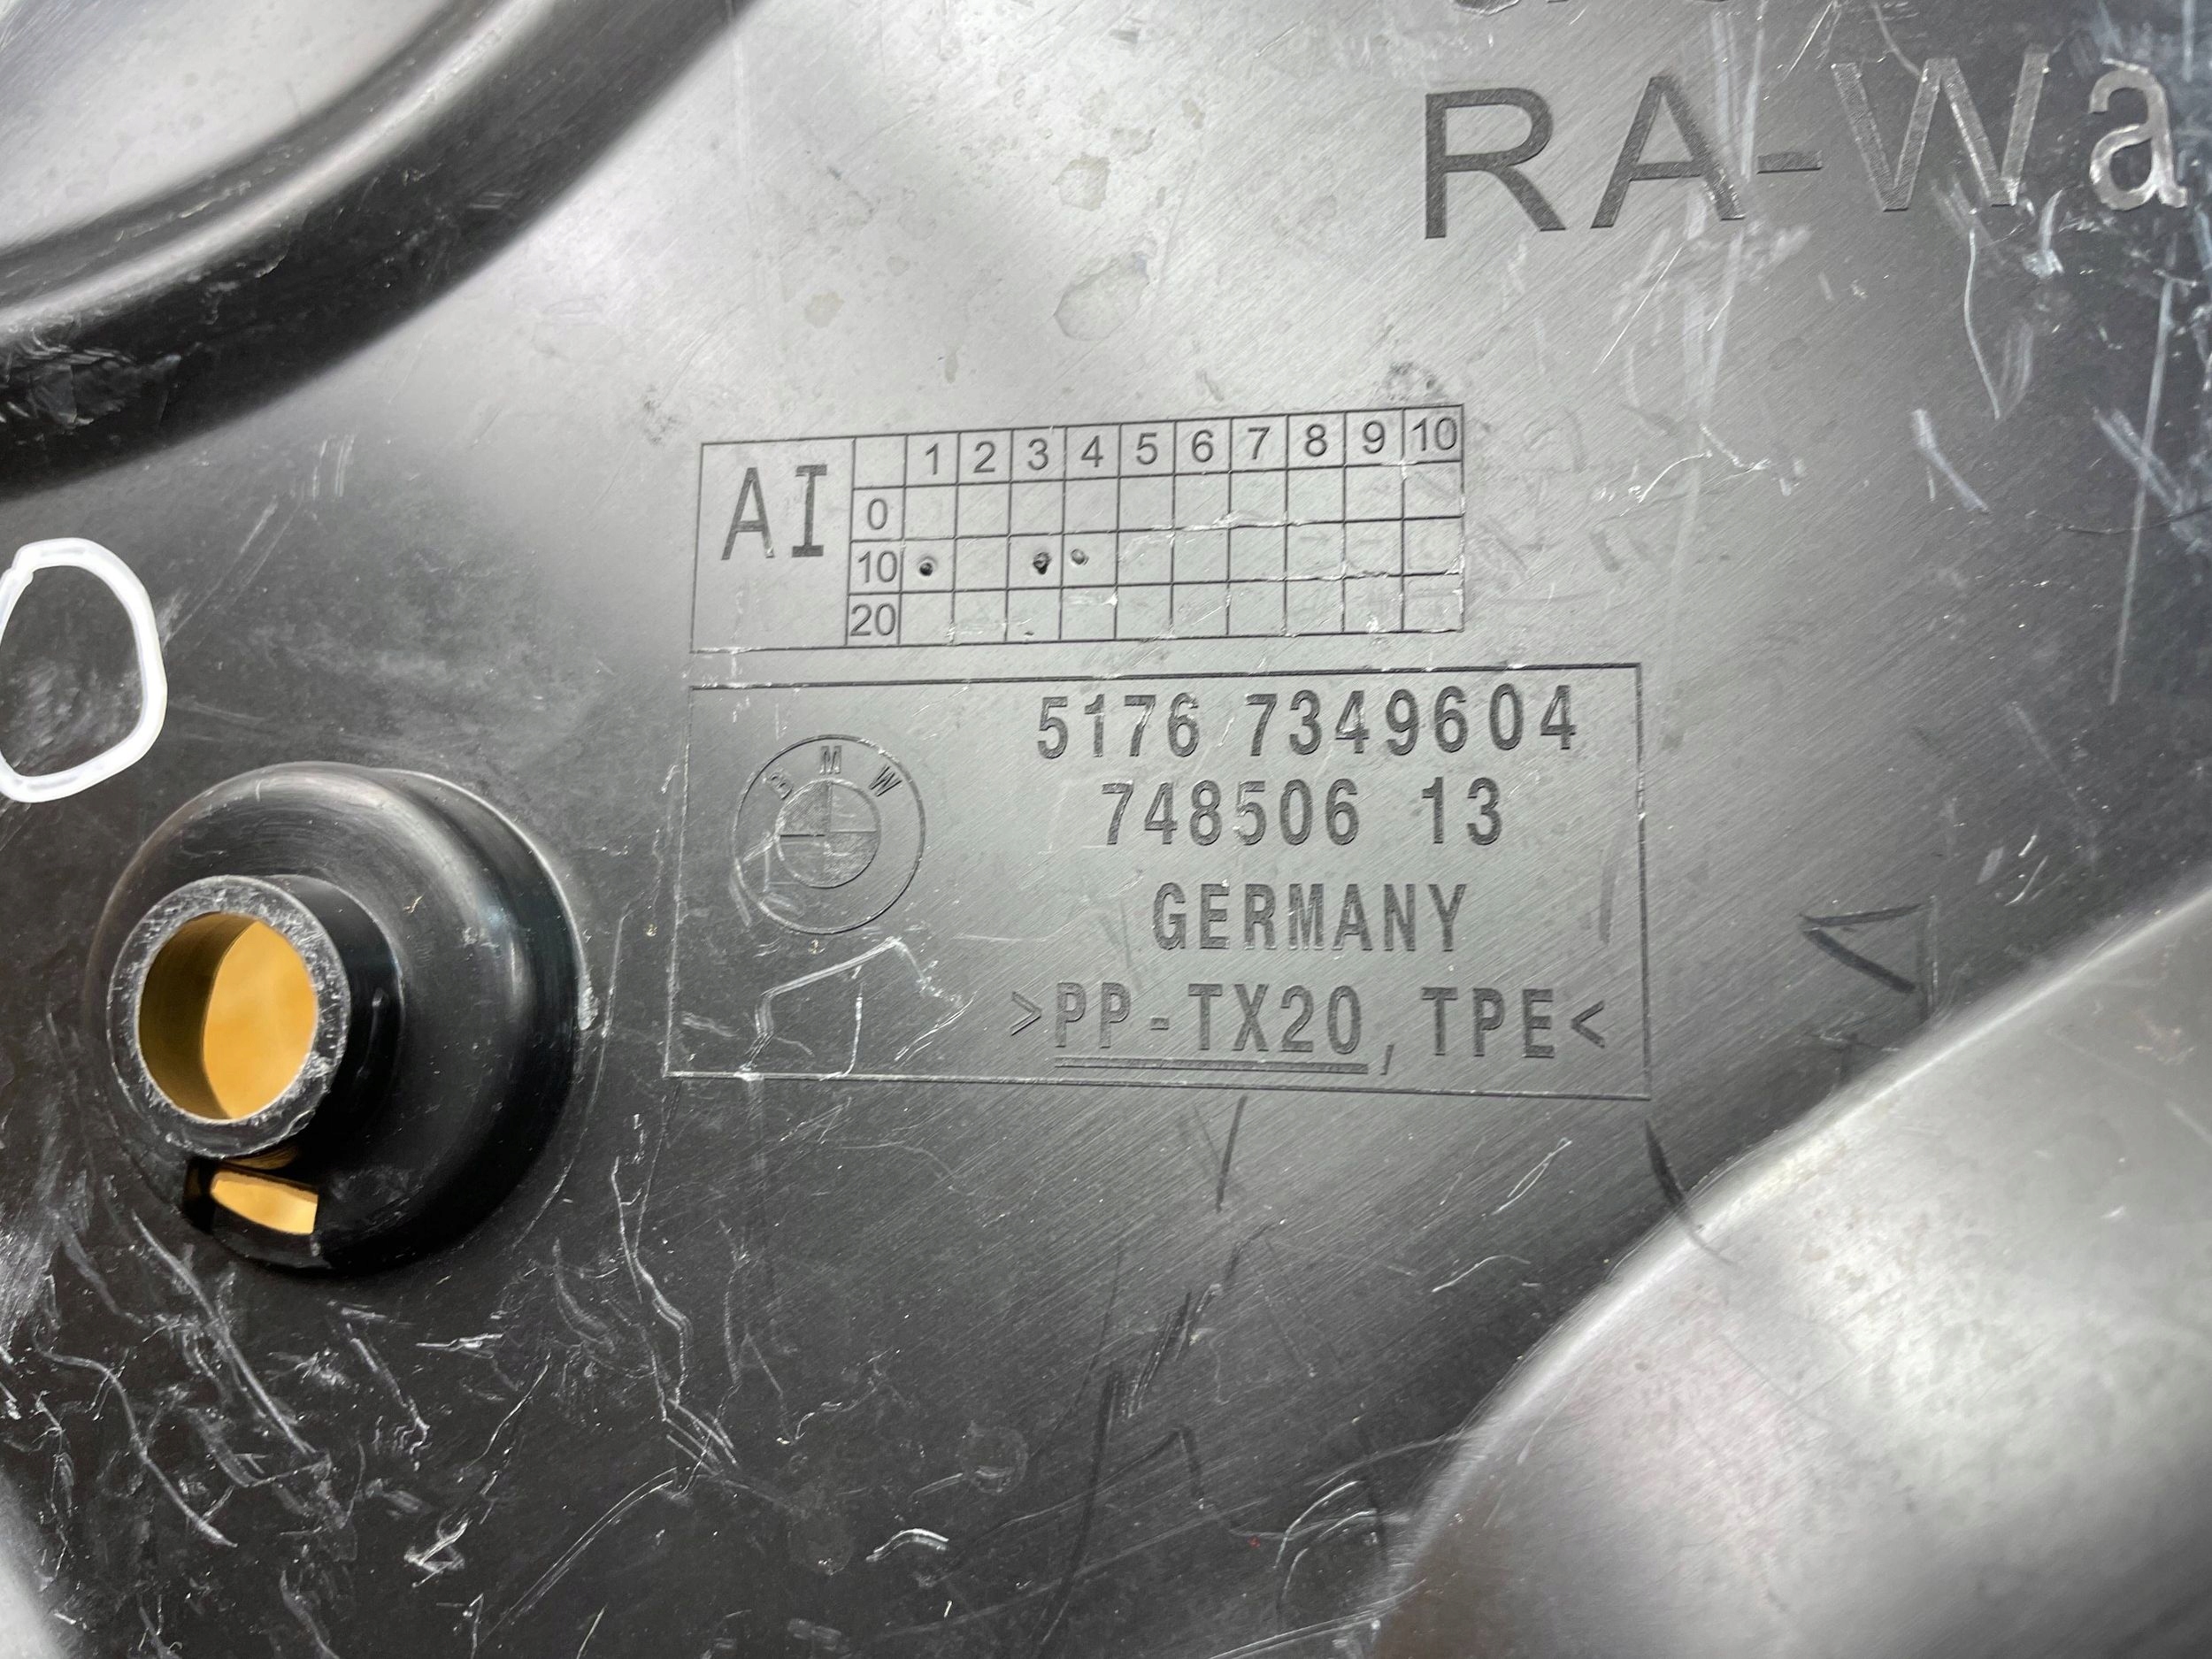 RA-Wa
AI
1 2 3 4 5 6 7 8 9 10
0
10
20
BMW
5176 7349604
748506 13
GERMANY
>PP-TX20, TPE<